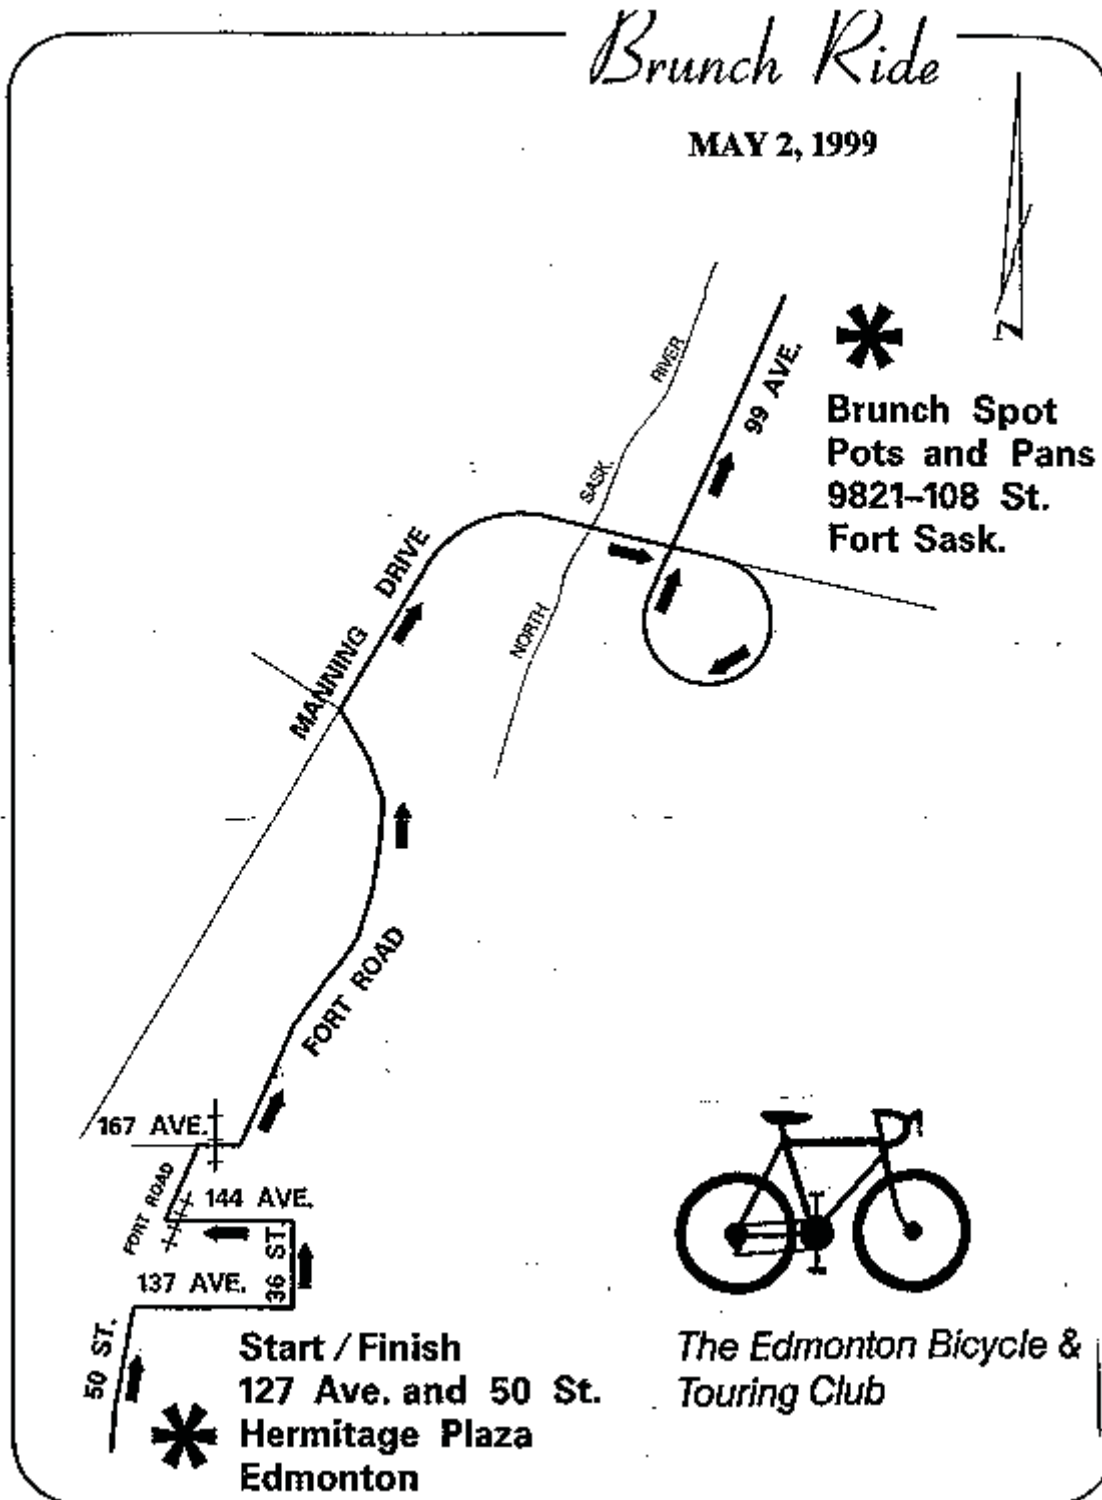 Brunch Ride
MAY 2, 1999
RIVER
99 AVE.
Brunch Spot
Pots and Pans
9821-108 St.
Fort Sask.
SASK.
DRIVE
NORTH
MANNING
FORT ROAD
167 AVE.
FORT ROAD
144 AVE.
36 ST.
137 AVE.
50 ST.
Start / Finish
127 Ave. and 50 St.
Hermitage Plaza
Edmonton
The Edmonton Bicycle &
Touring Club